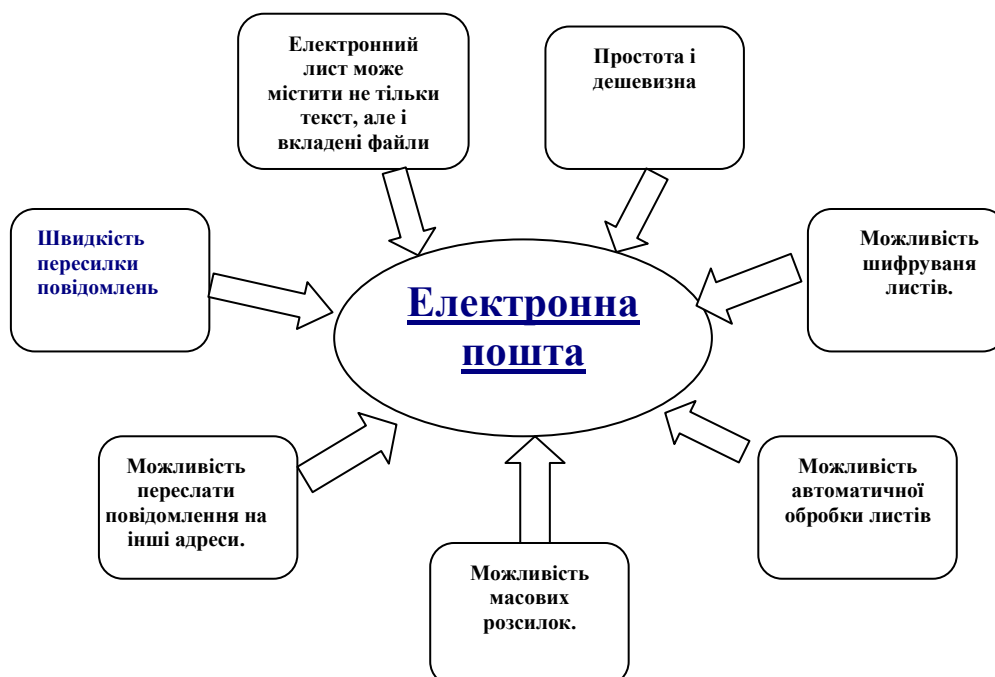 Електронний
лист може
містити не тільки
текст, але і
вкладені файли
Простота і
дешевизна
Швидкість
пересилки
повідомлень
Електронна
пошта
Можливість
шифруваня
листів.
Можливість
переслати
повідомлення на
інші адреси.
Можливість
масових
розсилок.
Можливість
автоматичної
обробки листів